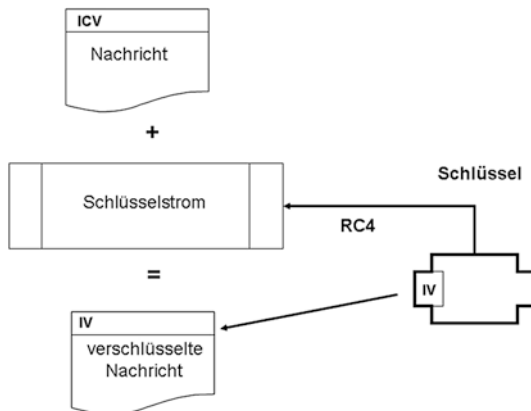 ICV
Nachricht
+
Schlüsselstrom
Schlüssel
RC4
=
IV
IV
verschlüsselte
Nachricht